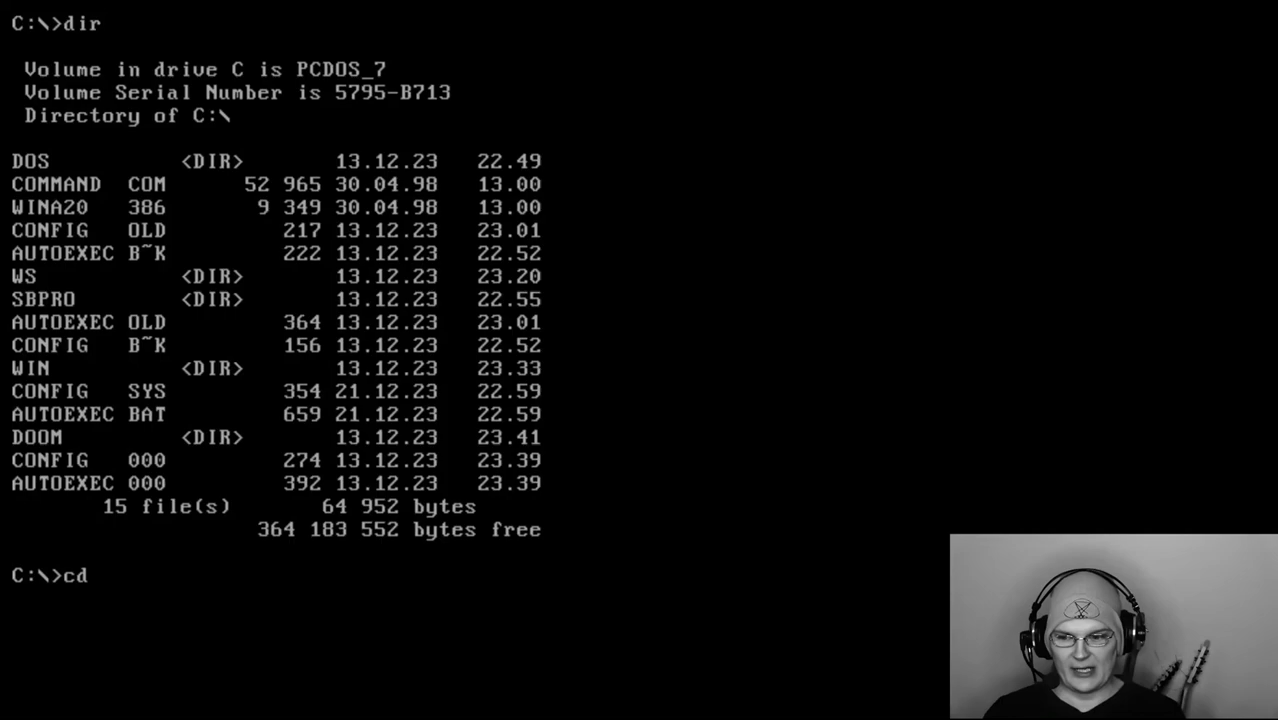 C:\>dir
Volume in drive C is PCDOS_7
Volume Serial Number is 5795-B713
Directory of C:\
DOS <DIR> 13.12.23 22.49
COMMAND COM 52 965 30.04.98 13.00
WINA20 386 9 349 30.04.98 13.00
CONFIG OLD 217 13.12.23 23.01
AUTOEXEC B~K 222 13.12.23 22.52
WS <DIR> 13.12.23 23.20
SBPRO <DIR> 13.12.23 22.55
AUTOEXEC OLD 364 13.12.23 23.01
CONFIG B~K 156 13.12.23 22.52
WIN <DIR> 13.12.23 23.33
CONFIG SYS 354 21.12.23 22.59
AUTOEXEC BAT 659 21.12.23 22.59
DOOM <DIR> 13.12.23 23.41
CONFIG 000 274 13.12.23 23.39
AUTOEXEC 000 392 13.12.23 23.39
15 file(s) 64 952 bytes
364 183 552 bytes free
C:\>cd